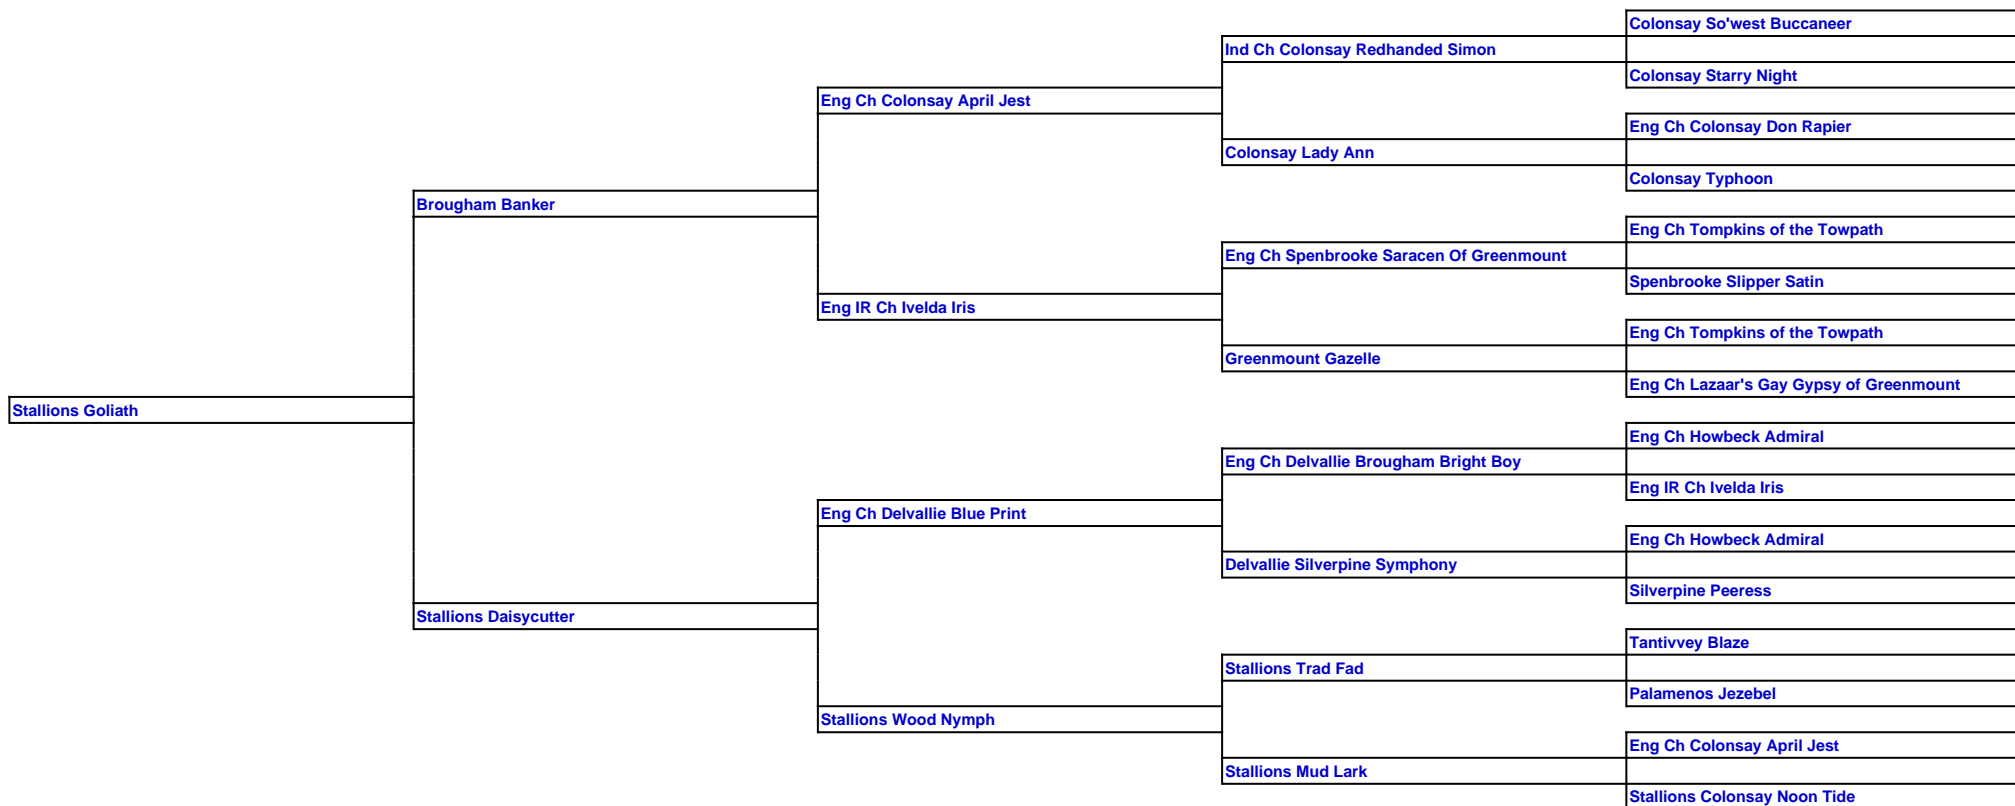 Colonsay So'west Buccaneer
Ind Ch Colonsay Redhanded Simon
Colonsay Starry Night
Eng Ch Colonsay April Jest
Eng Ch Colonsay Don Rapier
Colonsay Lady Ann
Colonsay Typhoon
Brougham Banker
Eng Ch Tompkins of the Towpath
Eng Ch Spenbrooke Saracen Of Greenmount
Spenbrooke Slipper Satin
Eng IR Ch Ivelda Iris
Eng Ch Tompkins of the Towpath
Greenmount Gazelle
Eng Ch Lazaar's Gay Gypsy of Greenmount
Stallions Goliath
Eng Ch Howbeck Admiral
Eng Ch Delvallie Brougham Bright Boy
Eng IR Ch Ivelda Iris
Eng Ch Delvallie Blue Print
Eng Ch Howbeck Admiral
Delvallie Silverpine Symphony
Silverpine Peeress
Stallions Daisycutter
Tantivvey Blaze
Stallions Trad Fad
Palamenos Jezebel
Stallions Wood Nymph
Eng Ch Colonsay April Jest
Stallions Mud Lark
Stallions Colonsay Noon Tide